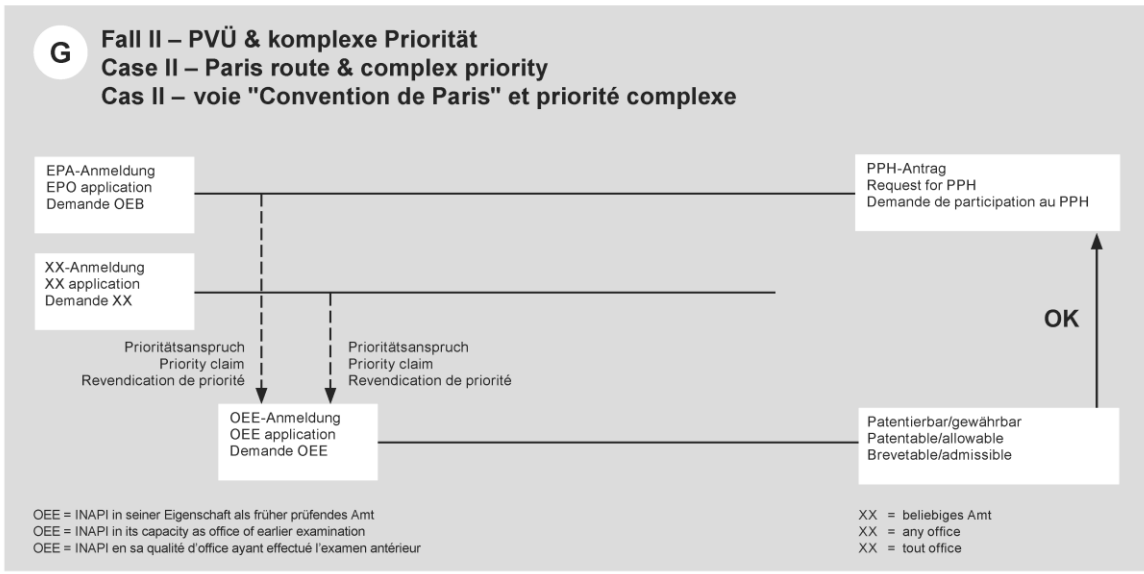 G
Fall II – PVÜ & komplexe Priorität
Case II – Paris route & complex priority
Cas II – voie "Convention de Paris" et priorité complexe
EPA-Anmeldung
EPO application
Demande OEB
PPH-Antrag
Request for PPH
Demande de participation au PPH
XX-Anmeldung
XX application
Demande XX
OK
Prioritätsanspruch
Priority claim
Revendication de priorité
Prioritätsanspruch
Priority claim
Revendication de priorité
OEE-Anmeldung
OEE application
Demande OEE
Patentierbar/gewährbar
Patentable/allowable
Brevetable/admissible
OEE = INAPI in seiner Eigenschaft als früher prüfendes Amt
OEE = INAPI in its capacity as office of earlier examination
OEE = INAPI en sa qualité d'office ayant effectué l'examen antérieur
XX = beliebiges Amt
XX = any office
XX = tout office